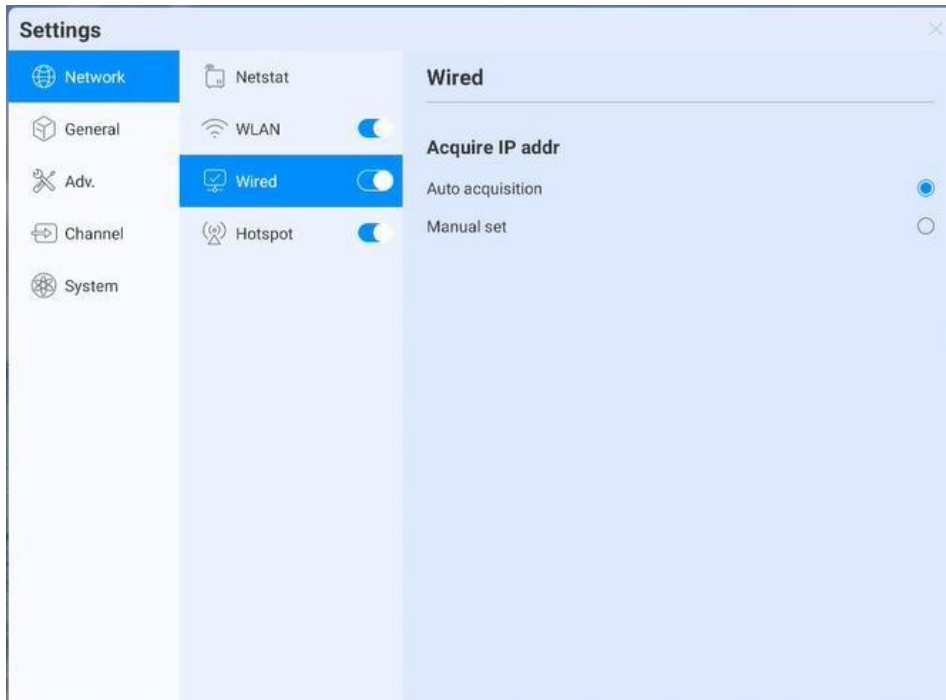 Settings
Network
General
Adv.
Channel
System
Netstat
WLAN
Wired
Hotspot
Wired
Acquire IP addr
Auto acquisition
Manual set